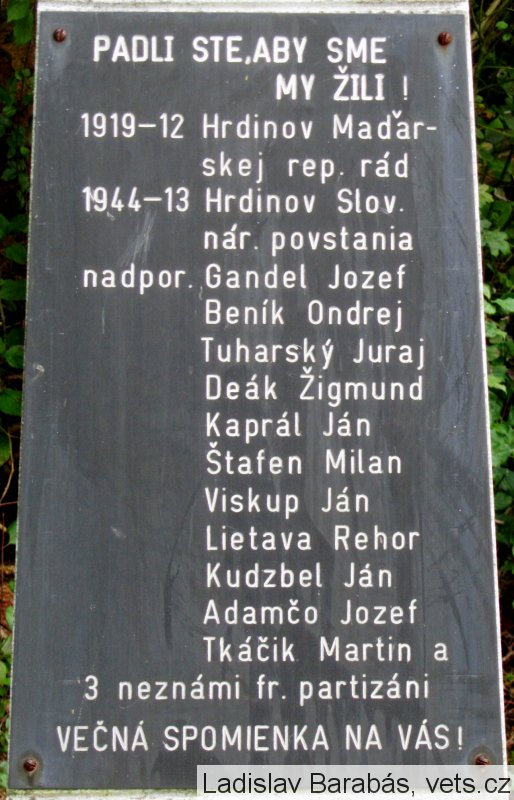 PADLI STE,ABY SME
MY ŽILI !
1919-12 Hrdinov Maďar-
skej rep. rád
1944-13 Hrdinov Slov.
nár. povstania
nadpor. Gandel Jozef
Beník Ondrej
Tuharský Juraj
Deák Žigmund
Kaprál Ján
Štafen Milan
Viskup Ján
Lietava Rehor
Kudzbel Ján
Adamčo Jozef
Tkáčik Martin a
3 neznámi fr. partizáni
VEČNÁ SPOMIENKA NA VÁS!
Ladislav Barabás, vets.cz